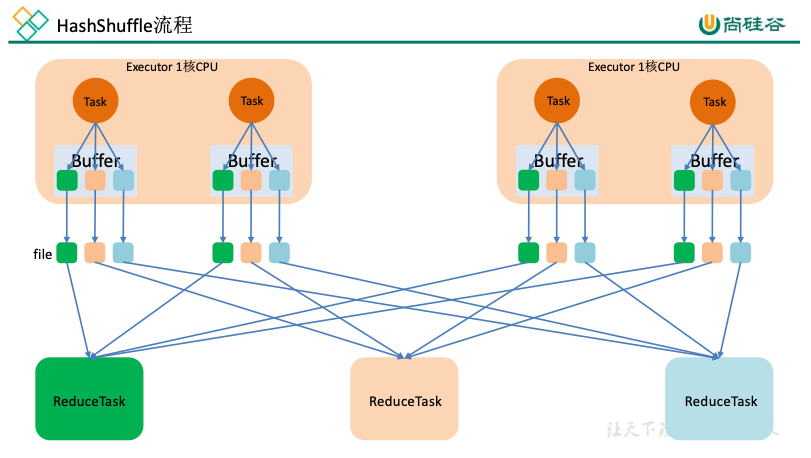 HashShuffle流程
尚硅谷
Executor 1核CPU
Executor 1核CPU
Task
Task
Task
Task
Buffer
Buffer
Buffer
Buffer
file
ReduceTask
ReduceTask
ReduceTask
让天下